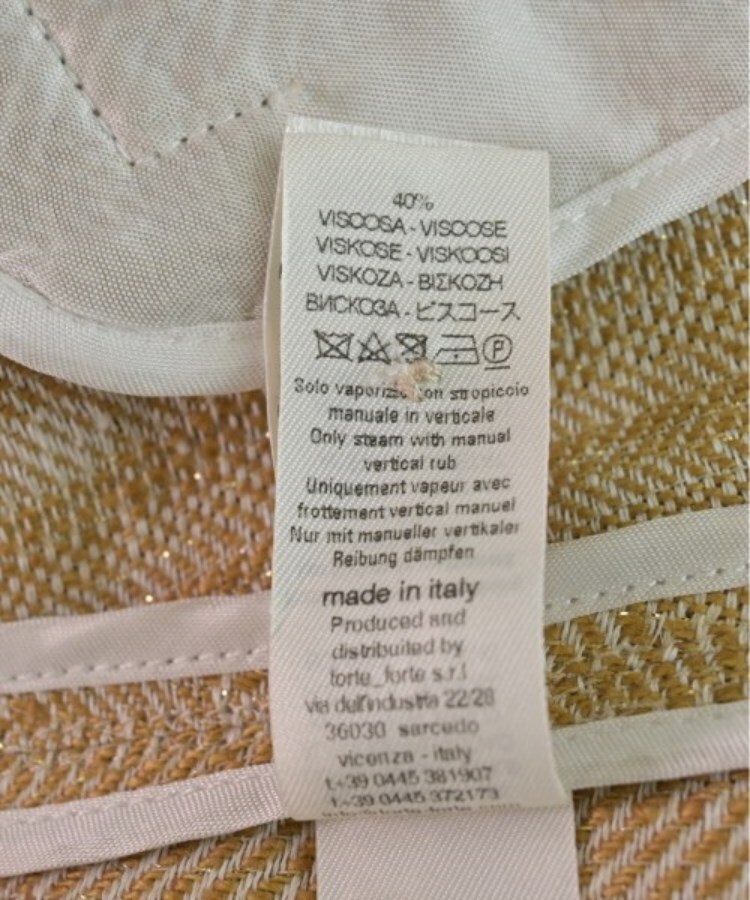 40%
VISCOSA - VISCOSE
VISKOSE - VISKOOSI
VISKOZA - ΒΙΣΚΟΖΗ
ВИСКОЗА - ビスコース
P
Solo con stropiccio
manuale in verticale
Only steam with manual
vertical rub
Uniquement vapeur avec
frottement vertical manuel
Nur mit manueller vertikaler
Reibung dämpfen
made in italy
Produced and
distributed by
forte_forte s.r.l
via dell'industria 22/28
36030 sarcedo
vicenza - italy
t.+39 0445 381907
t.+39 0445 372173